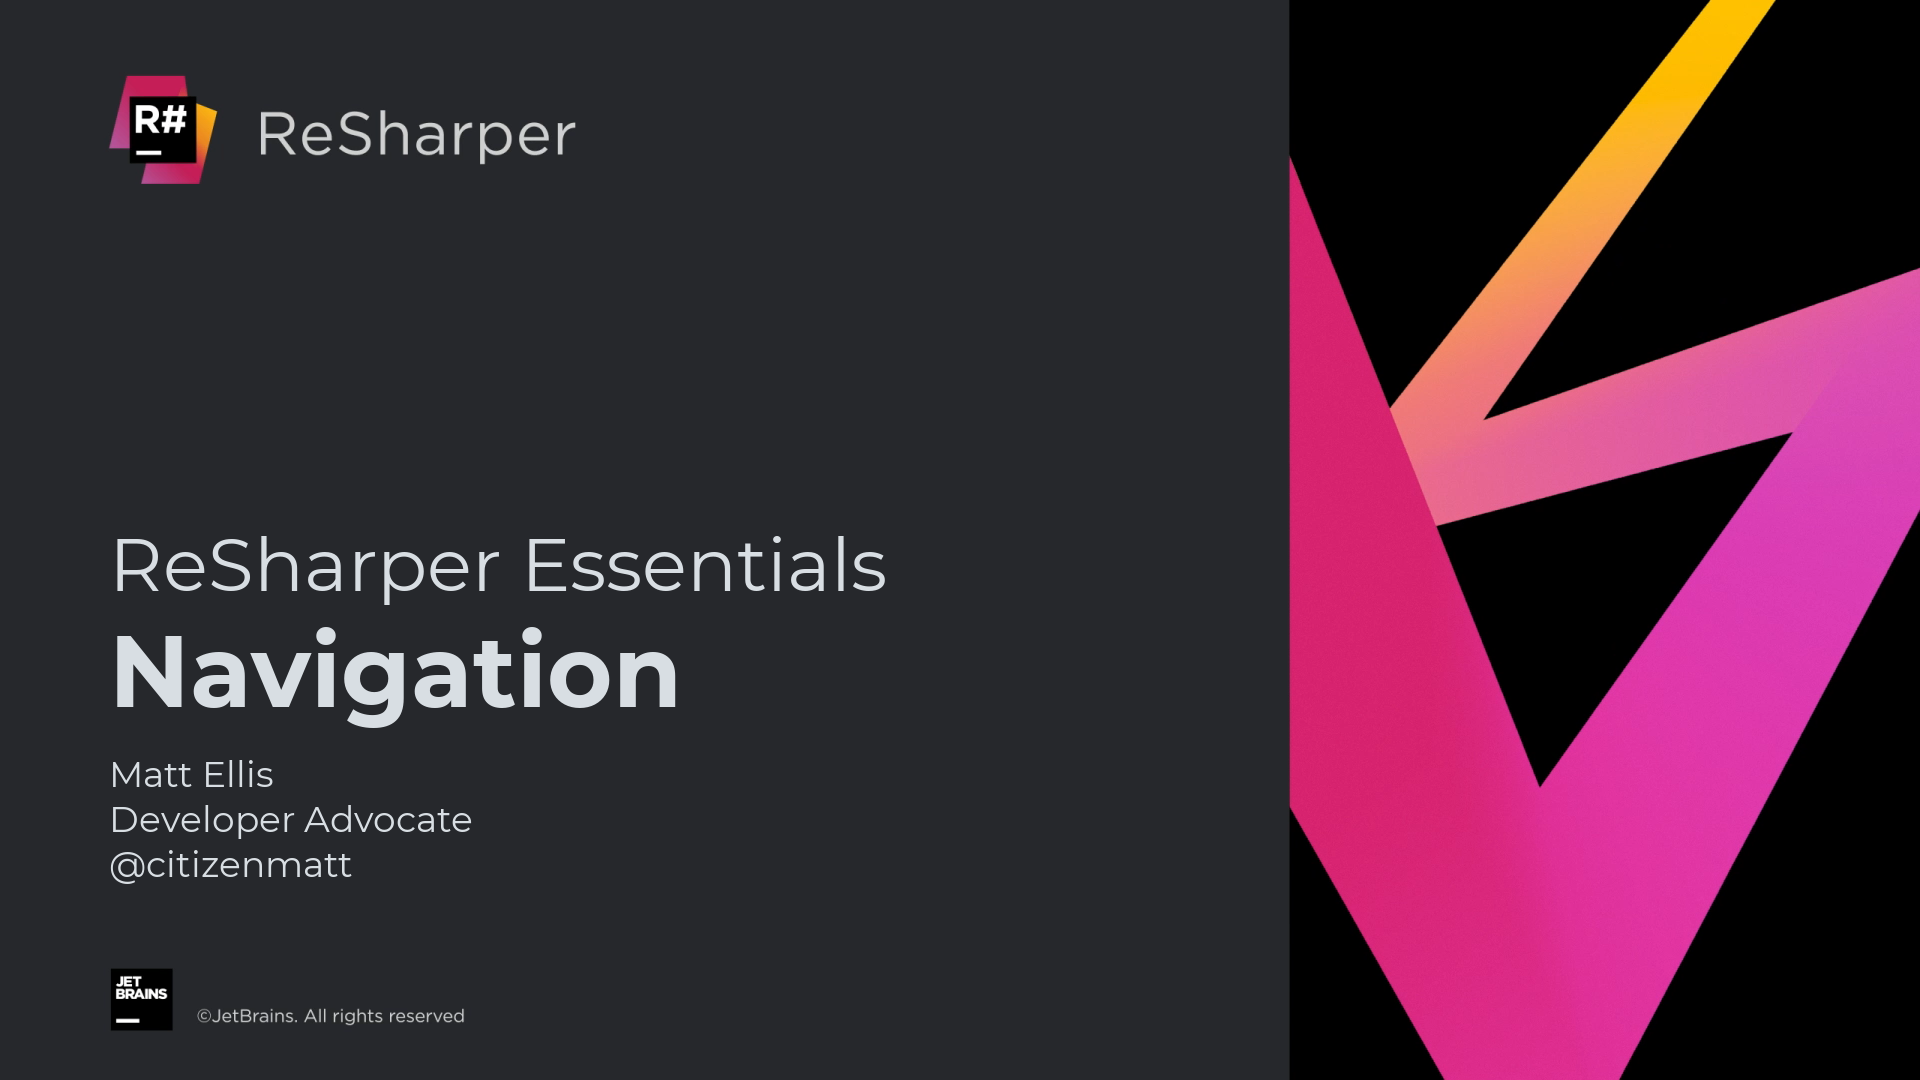 R#
ReSharper
ReSharper Essentials
Navigation
Matt Ellis
Developer Advocate
@citizenmatt
JET
BRAINS
©JetBrains. All rights reserved